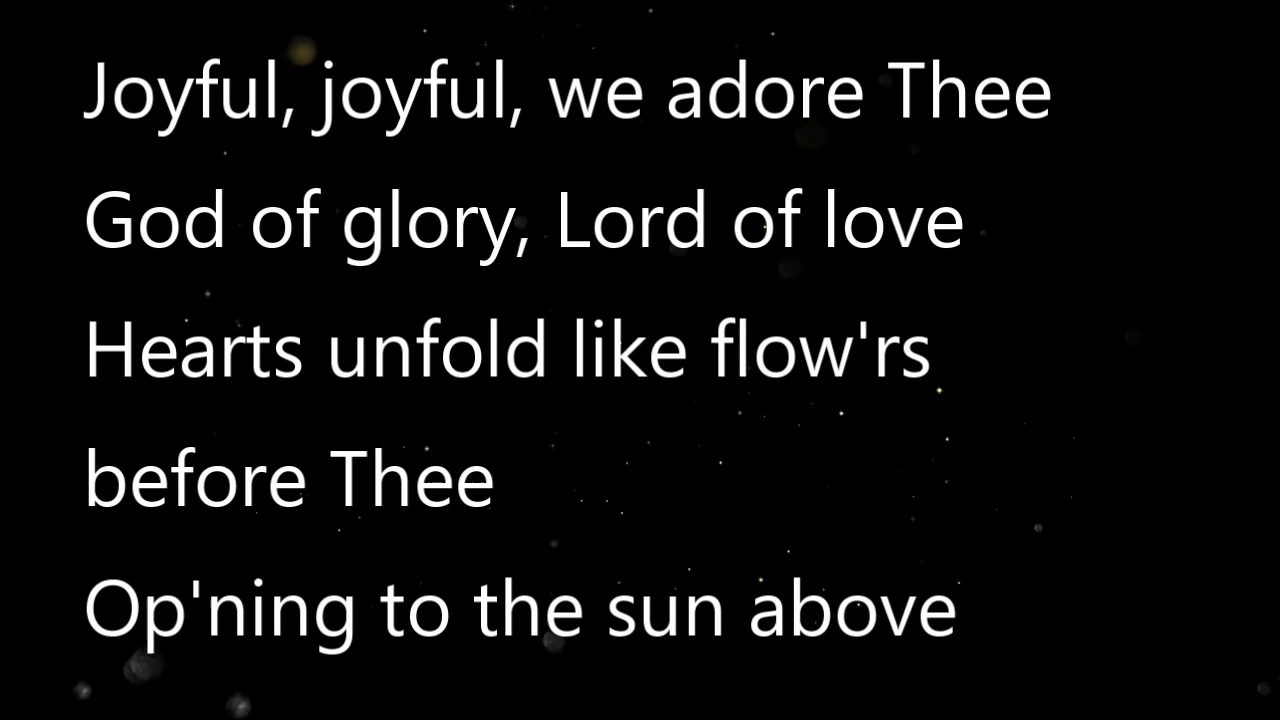 Joyful, joyful, we adore Thee
God of glory, Lord of love
Hearts unfold like flow'rs
before Thee
Op'ning to the sun above